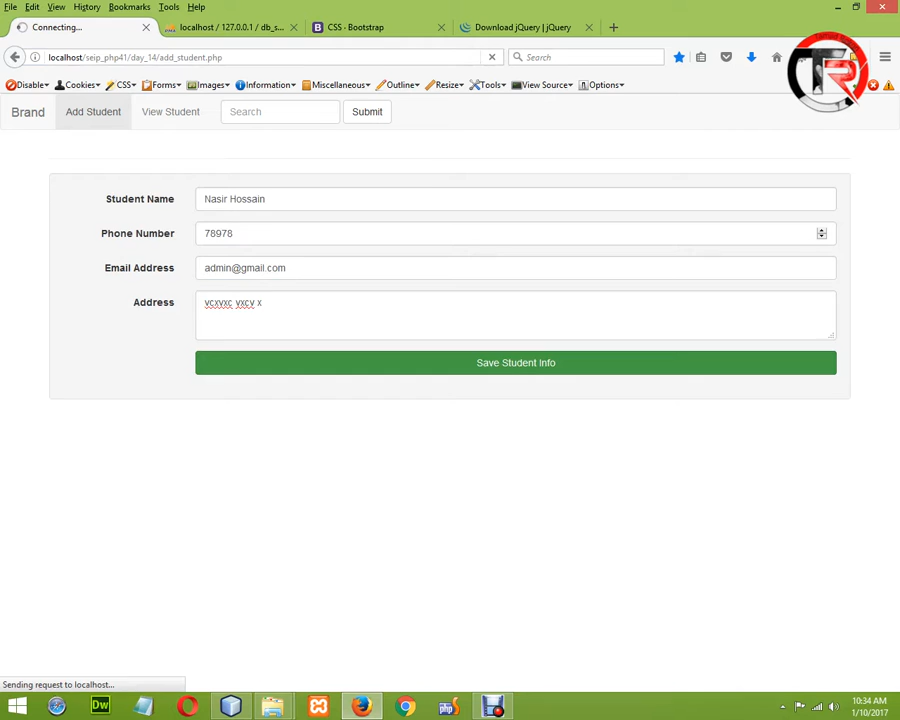 File Edit View History Bookmarks Tools Help
Connecting... localhost / 127.0.0.1 / db_s... CSS - Bootstrap Download jQuery | jQuery
localhost/seip_php41/day_14/add_student.php Search
Disable Cookies CSS Forms Images Information Miscellaneous Outline Resize Tools View Source Options
Brand Add Student View Student Search Submit
Student Name Nasir Hossain
Phone Number 78978
Email Address admin@gmail.com
Address vcxvxc vxcv x
Save Student Info
Sending request to localhost...
Dw php 10:34 AM
1/10/2017